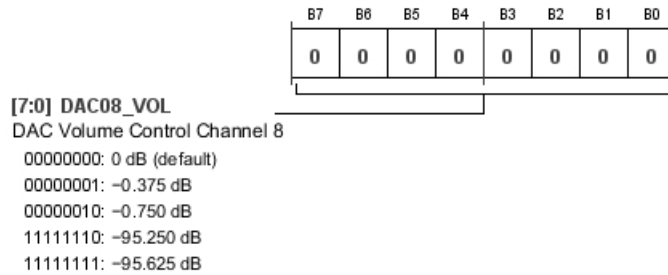 B7 B6 B5 B4 B3 B2 B1 B0
0 0 0 0 0 0 0 0
[7:0] DAC08_VOL
DAC Volume Control Channel 8
00000000: 0 dB (default)
00000001: −0.375 dB
00000010: −0.750 dB
11111110: −95.250 dB
11111111: −95.625 dB